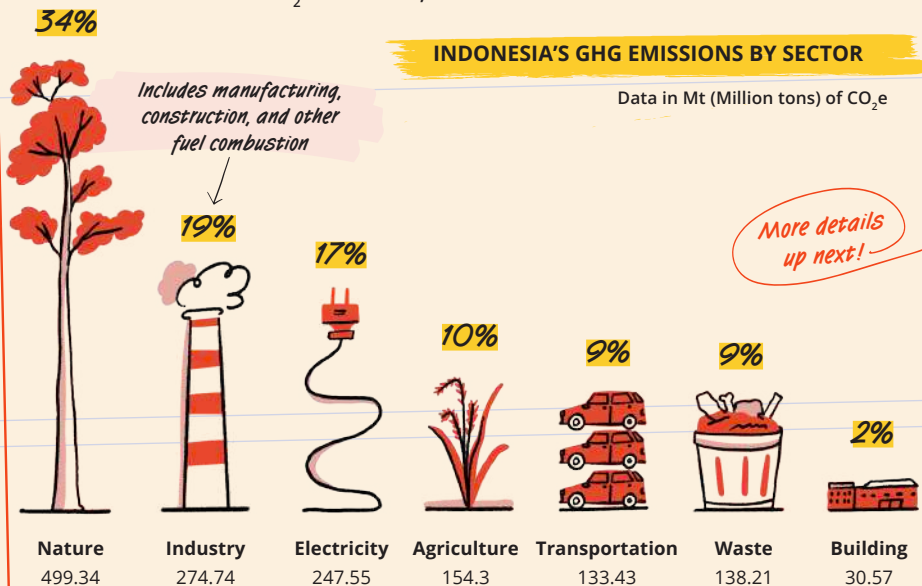 34%
INDONESIA'S GHG EMISSIONS BY SECTOR
Data in Mt (Million tons) of CO₂e
Includes manufacturing,
construction, and other
fuel combustion
More details
up next!
19%
17%
10%
9%
9%
2%
Nature Industry Electricity Agriculture Transportation Waste Building
499.34 274.74 247.55 154.3 133.43 138.21 30.57